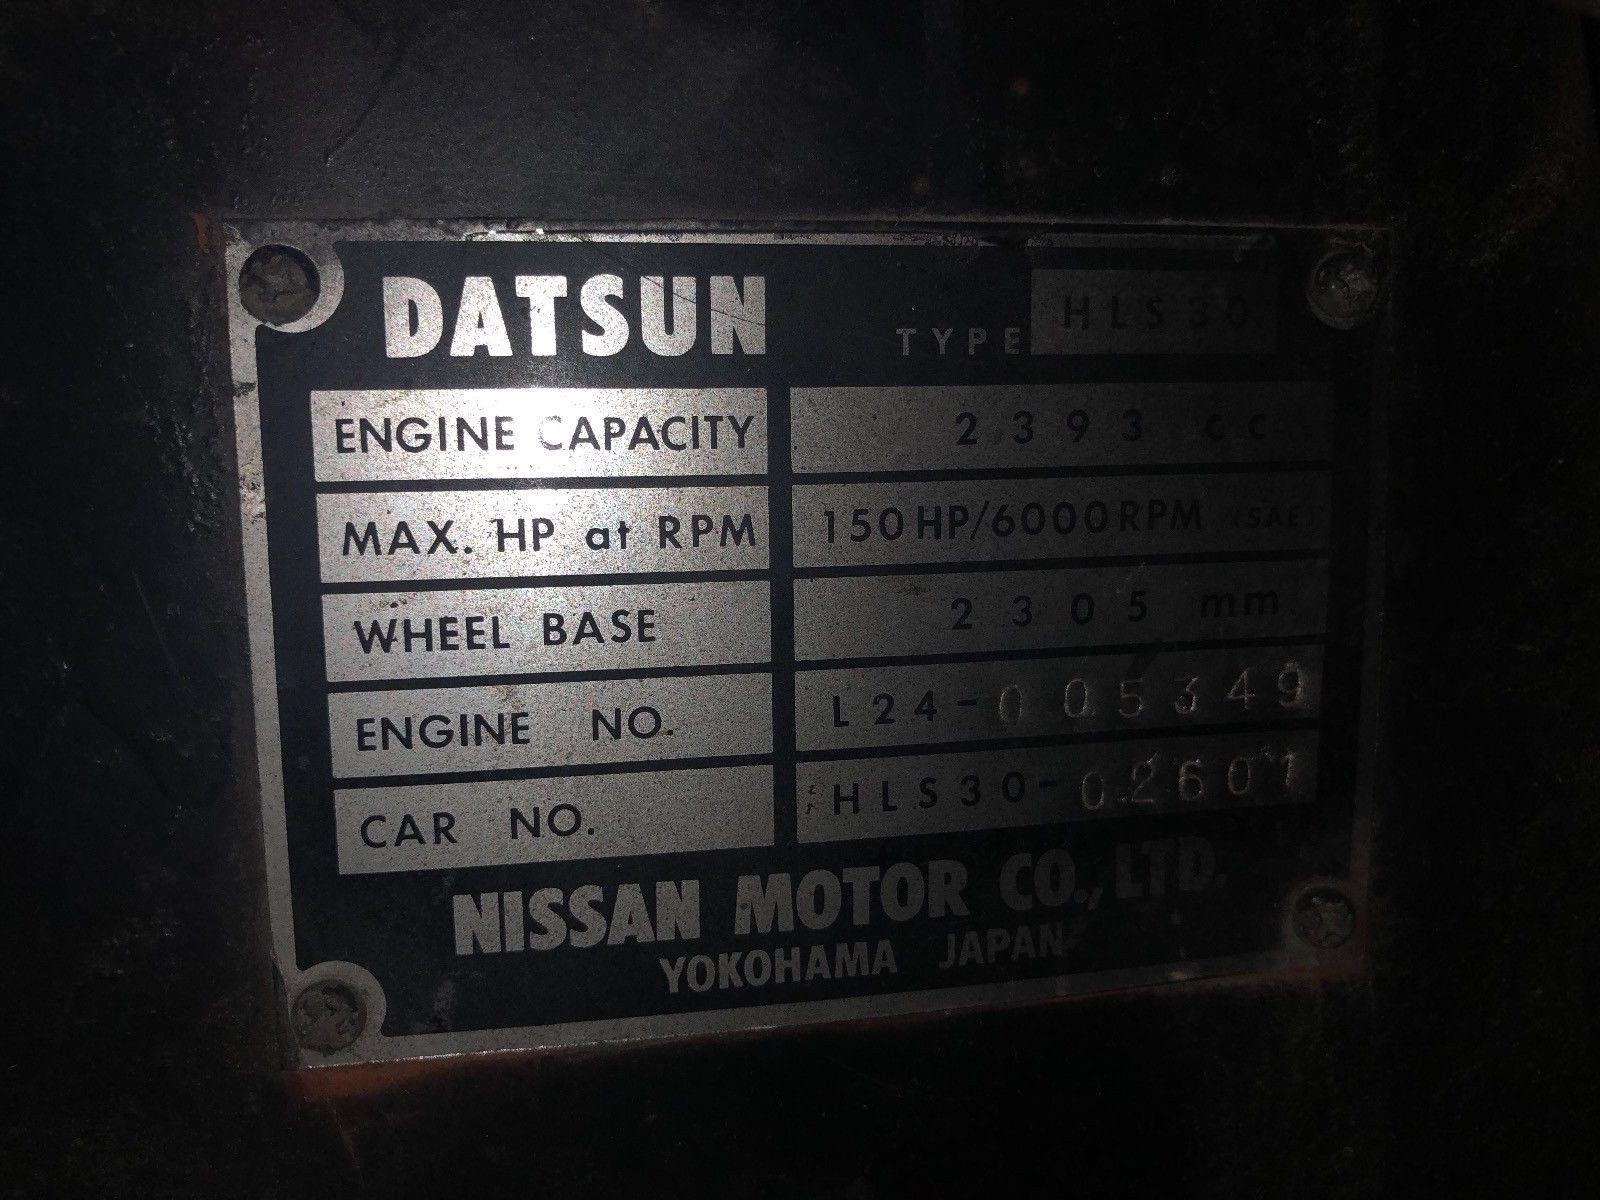 DATSUN TYPE HLS30
ENGINE CAPACITY 2393 cc
MAX. HP at RPM 150HP/6000RPM (SAE)
WHEEL BASE 2305 mm
ENGINE NO. L24-005349
CAR NO. HLS30-02601
NISSAN MOTOR CO., LTD.
YOKOHAMA JAPAN